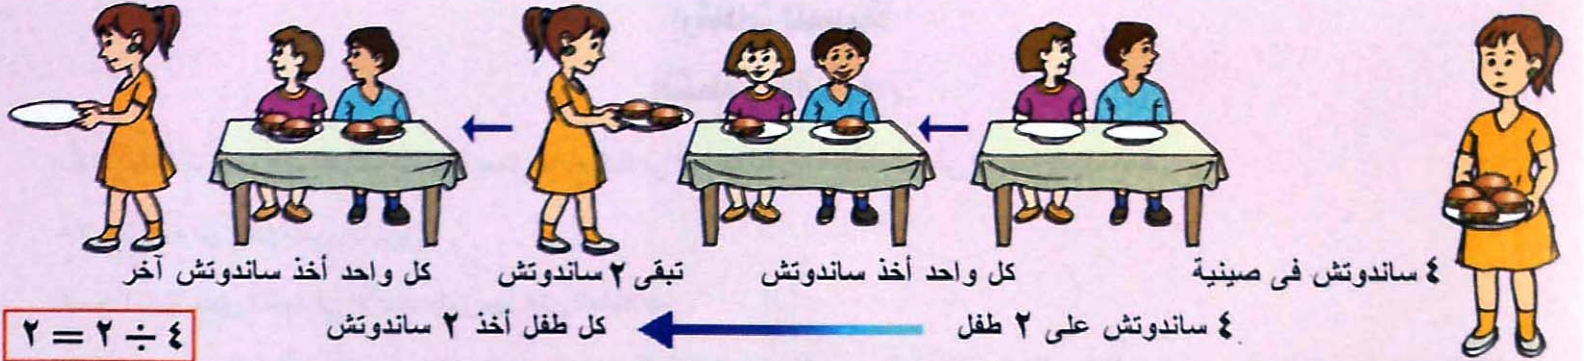 ٤ ساندوتش فى صينية
كل واحد أخذ ساندوتش
تبقى ٢ ساندوتش
كل واحد أخذ ساندوتش آخر
٤ ساندوتش على ٢ طفل
كل طفل أخذ ٢ ساندوتش
٤ ÷ ٢ = ٢